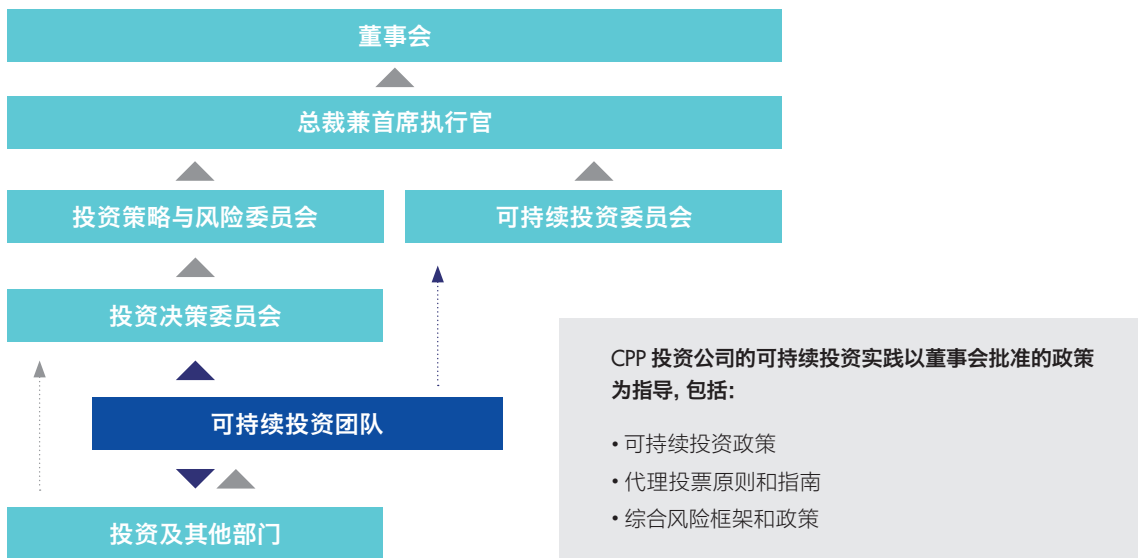 董事会
总裁兼首席执行官
投资策略与风险委员会
可持续投资委员会
投资决策委员会
可持续投资团队
投资及其他部门
CPP 投资公司的可持续投资实践以董事会批准的政策
为指导, 包括:
• 可持续投资政策
• 代理投票原则和指南
• 综合风险框架和政策